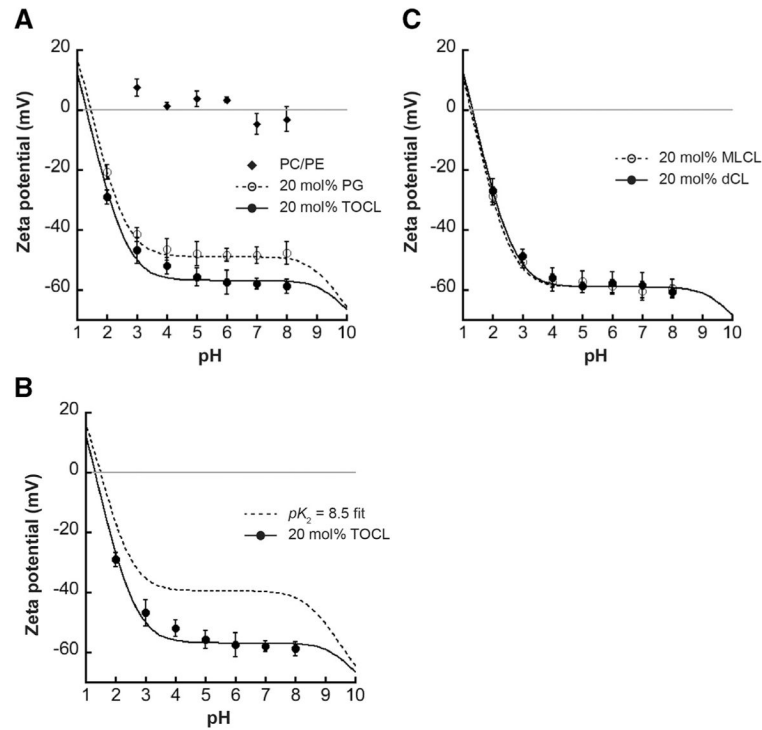 A
Zeta potential (mV)
20
0
-20
-40
-60
PC/PE
20 mol% PG
20 mol% TOCL
1 2 3 4 5 6 7 8 9 10
pH
C
Zeta potential (mV)
20
0
-20
-40
-60
20 mol% MLCL
20 mol% dCL
1 2 3 4 5 6 7 8 9 10
pH
B
Zeta potential (mV)
20
0
-20
-40
-60
pK₂ = 8.5 fit
20 mol% TOCL
1 2 3 4 5 6 7 8 9 10
pH